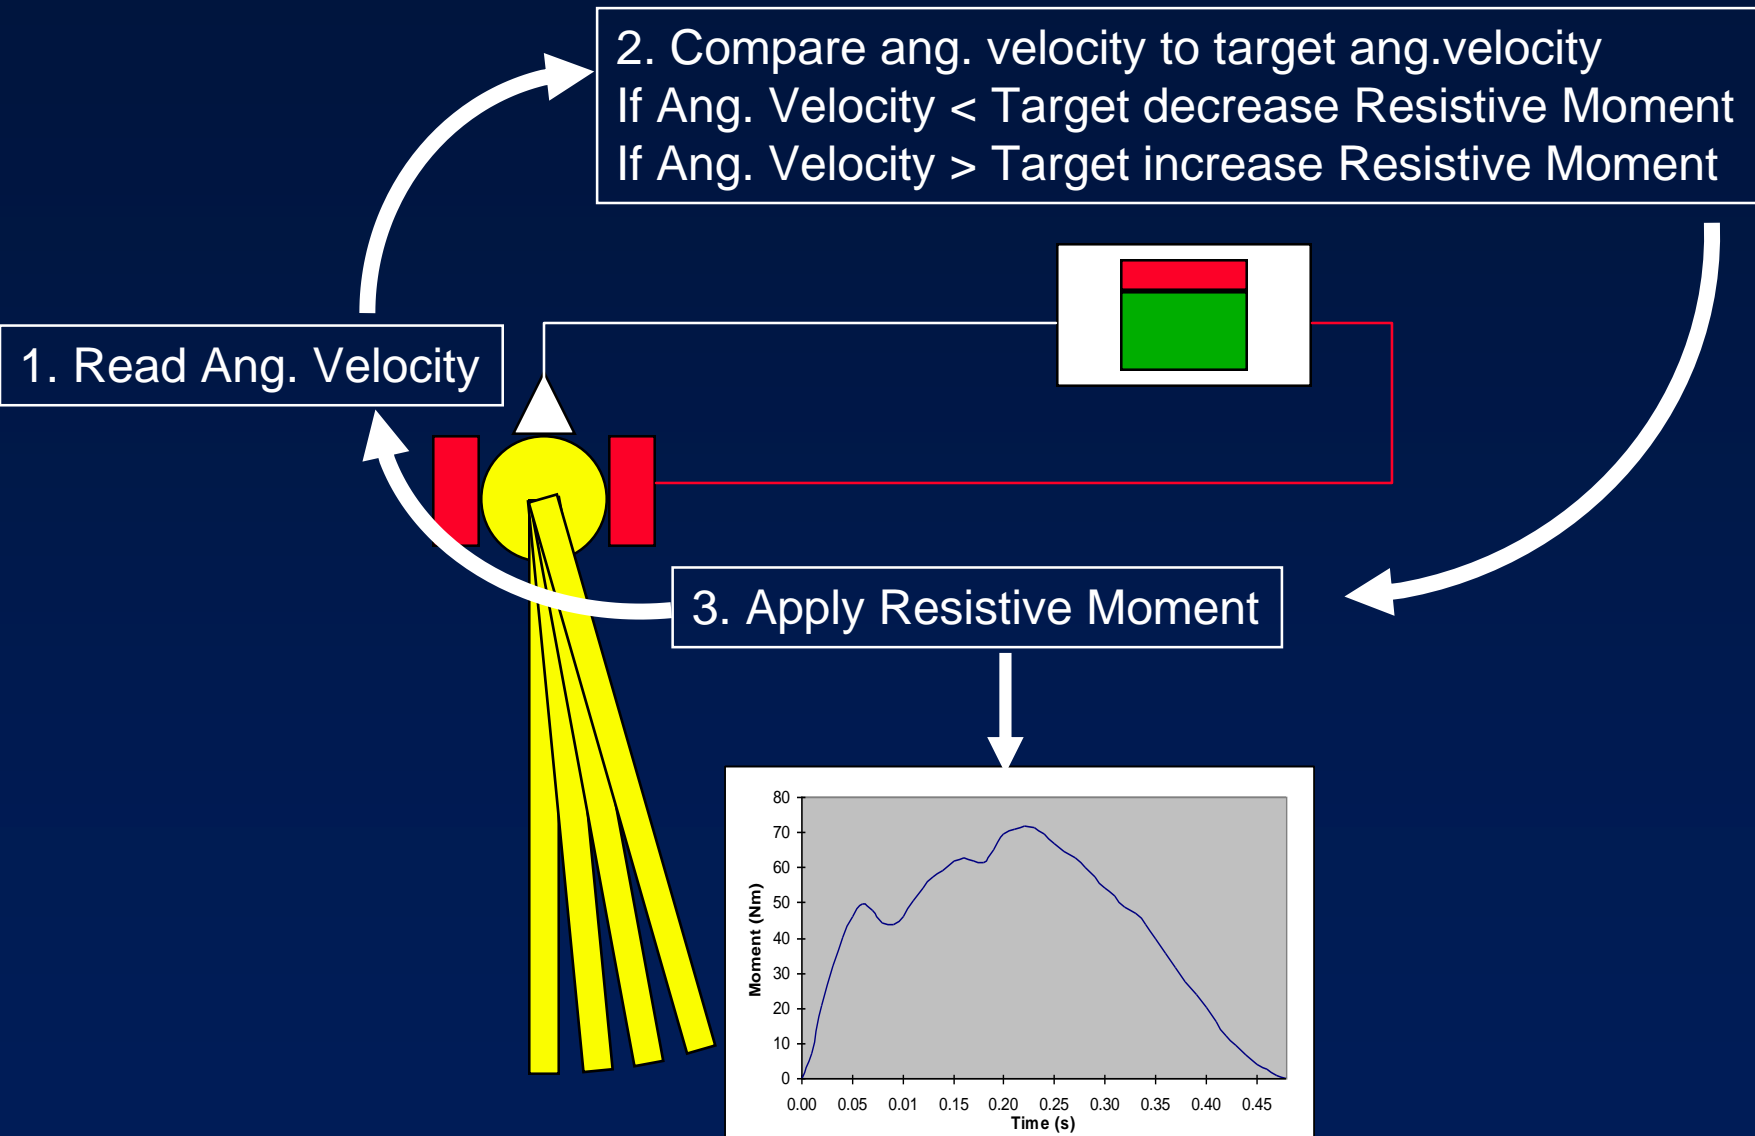 2. Compare ang. velocity to target ang.velocity
If Ang. Velocity < Target decrease Resistive Moment
If Ang. Velocity > Target increase Resistive Moment
1. Read Ang. Velocity
3. Apply Resistive Moment
80
70
60
50
40
30
20
10
0
Moment (Nm)
0.00 0.05 0.01 0.15 0.20 0.25 0.30 0.35 0.40 0.45
Time (s)